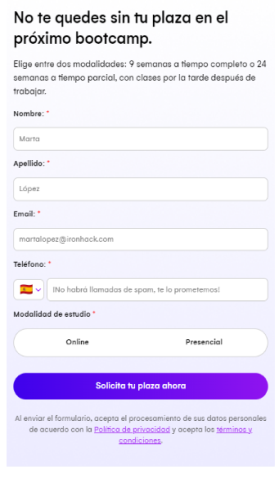 No te quedes sin tu plaza en el
próximo bootcamp.
Elige entre dos modalidades: 9 semanas a tiempo completo o 24
semanas a tiempo parcial, con clases por la tarde después de
trabajar.
Nombre: *
Marta
Apellido: *
López
Email: *
martalopez@ironhack.com
Teléfono: *
¡No habrá llamadas de spam, te lo prometemos!
Modalidad de estudio *
Online Presencial
Solicita tu plaza ahora
Al enviar el formulario, acepta el procesamiento de sus datos personales
de acuerdo con la Política de privacidad y acepta los términos y
condiciones.